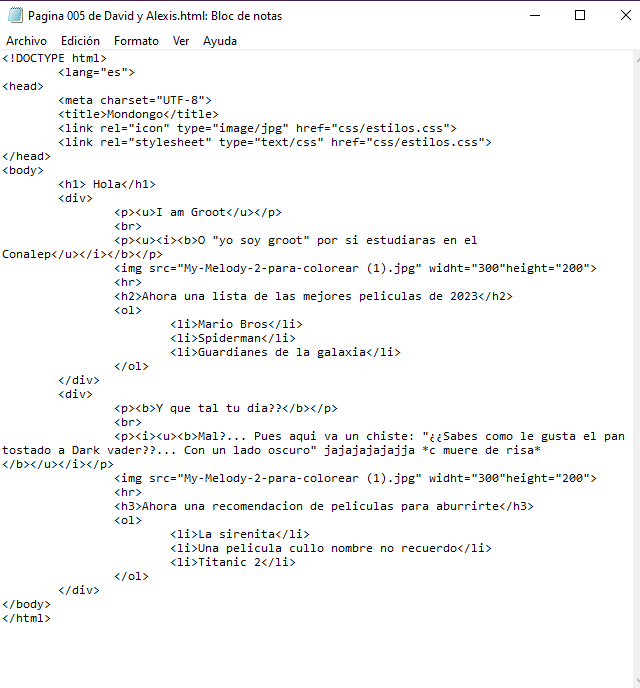 Pagina 005 de David y Alexis.html: Bloc de notas
Archivo Edición Formato Ver Ayuda
<!DOCTYPE html>
<lang="es">
<head>
<meta charset="UTF-8">
<title>Mondongo</title>
<link rel="icon" type="image/jpg" href="css/estilos.css">
<link rel="stylesheet" type="text/css" href="css/estilos.css">
</head>
<body>
<h1> Hola</h1>
<div>
<p><u>I am Groot</u></p>
<br>
<p><u><i><b>O "yo soy groot" por si estudiaras en el
Conalep</u></i></b></p>
<img src="My-Melody-2-para-colorear (1).jpg" widht="300"height="200">
<hr>
<h2>Ahora una lista de las mejores peliculas de 2023</h2>
<ol>
<li>Mario Bros</li>
<li>Spiderman</li>
<li>Guardianes de la galaxia</li>
</ol>
</div>
<div>
<p><b>Y que tal tu dia??</b></p>
<br>
<p><i><u><b>Mal?... Pues aqui va un chiste: "¿¿Sabes como le gusta el pan
tostado a Dark vader??... Con un lado oscuro" jajajajajajja *c muere de risa*
</b></u></i></p>
<img src="My-Melody-2-para-colorear (1).jpg" widht="300"height="200">
<hr>
<h3>Ahora una recomendacion de peliculas para aburrirte</h3>
<ol>
<li>La sirenita</li>
<li>Una pelicula cullo nombre no recuerdo</li>
<li>Titanic 2</li>
</ol>
</div>
</body>
</html>